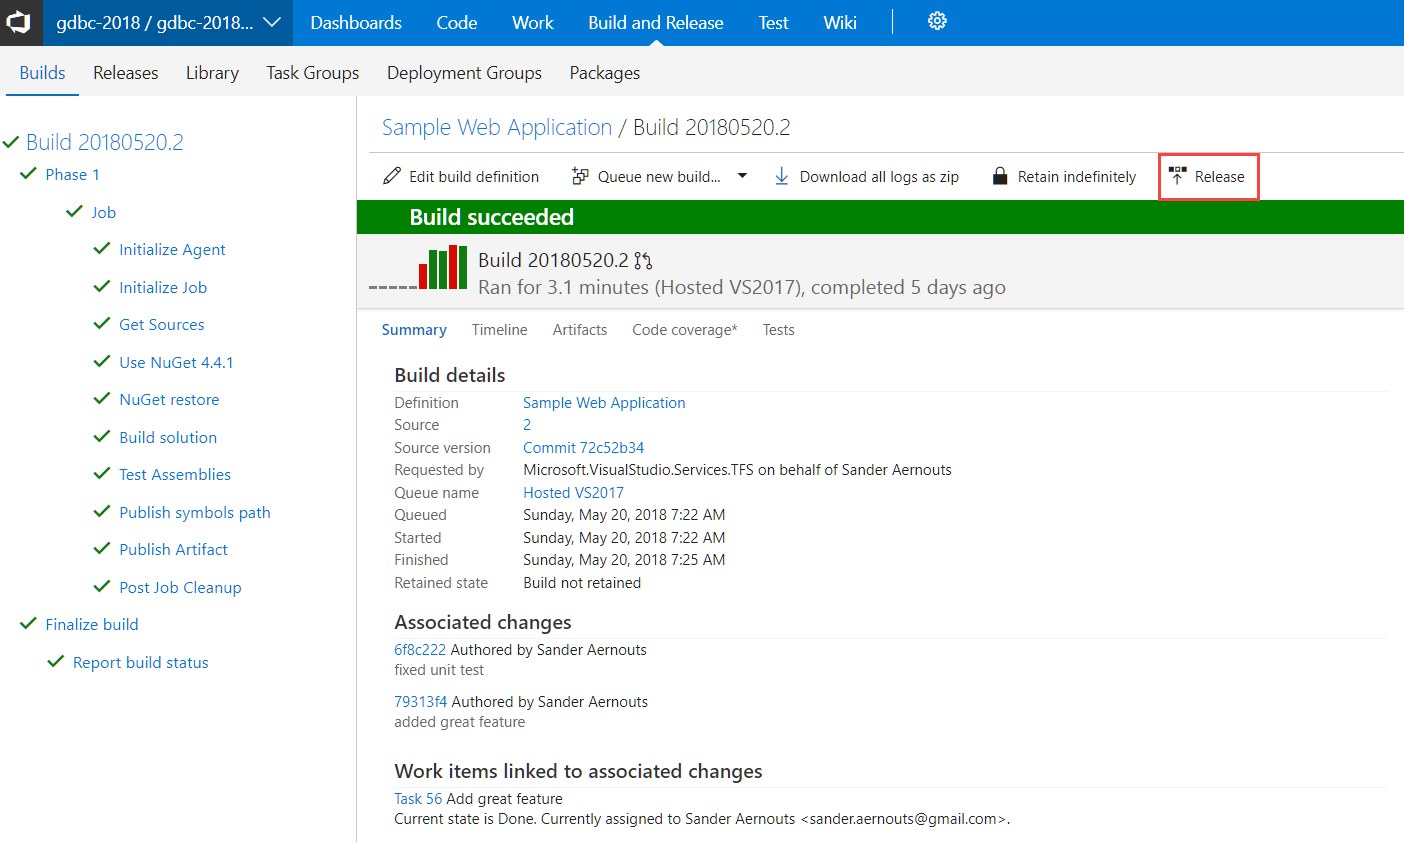 gdbc-2018 / gdbc-2018... Dashboards Code Work Build and Release Test Wiki
Builds Releases Library Task Groups Deployment Groups Packages
Build 20180520.2
Phase 1
Job
Initialize Agent
Initialize Job
Get Sources
Use NuGet 4.4.1
NuGet restore
Build solution
Test Assemblies
Publish symbols path
Publish Artifact
Post Job Cleanup
Finalize build
Report build status
Sample Web Application / Build 20180520.2
Edit build definition Queue new build... Download all logs as zip Retain indefinitely Release
Build succeeded
Build 20180520.2
Ran for 3.1 minutes (Hosted VS2017), completed 5 days ago
Summary Timeline Artifacts Code coverage* Tests
Build details
Definition Sample Web Application
Source 2
Source version Commit 72c52b34
Requested by Microsoft.VisualStudio.Services.TFS on behalf of Sander Aernouts
Queue name Hosted VS2017
Queued Sunday, May 20, 2018 7:22 AM
Started Sunday, May 20, 2018 7:22 AM
Finished Sunday, May 20, 2018 7:25 AM
Retained state Build not retained
Associated changes
6f8c222 Authored by Sander Aernouts
fixed unit test
79313f4 Authored by Sander Aernouts
added great feature
Work items linked to associated changes
Task 56 Add great feature
Current state is Done. Currently assigned to Sander Aernouts <sander.aernouts@gmail.com>.